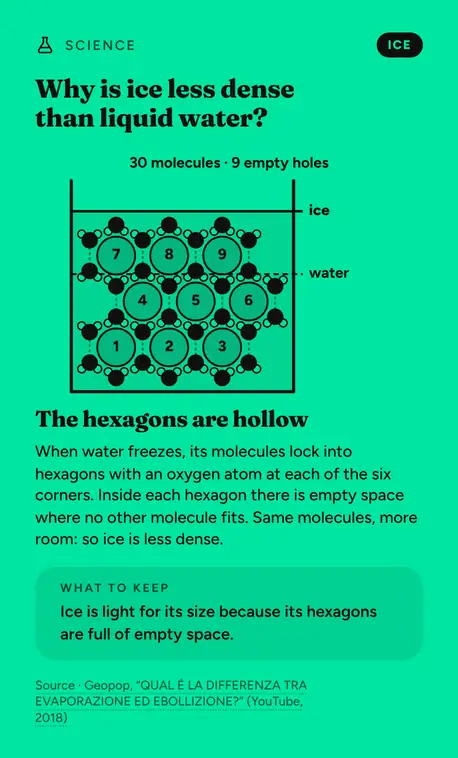 SCIENCE
ICE
Why is ice less dense
than liquid water?
30 molecules · 9 empty holes
ice
7 8 9
water
4 5 6
1 2 3
The hexagons are hollow
When water freezes, its molecules lock into
hexagons with an oxygen atom at each of the six
corners. Inside each hexagon there is empty space
where no other molecule fits. Same molecules, more
room: so ice is less dense.
WHAT TO KEEP
Ice is light for its size because its hexagons
are full of empty space.
Source · Geopop, “QUAL È LA DIFFERENZA TRA
EVAPORAZIONE ED EBOLLIZIONE?” (YouTube,
2018)